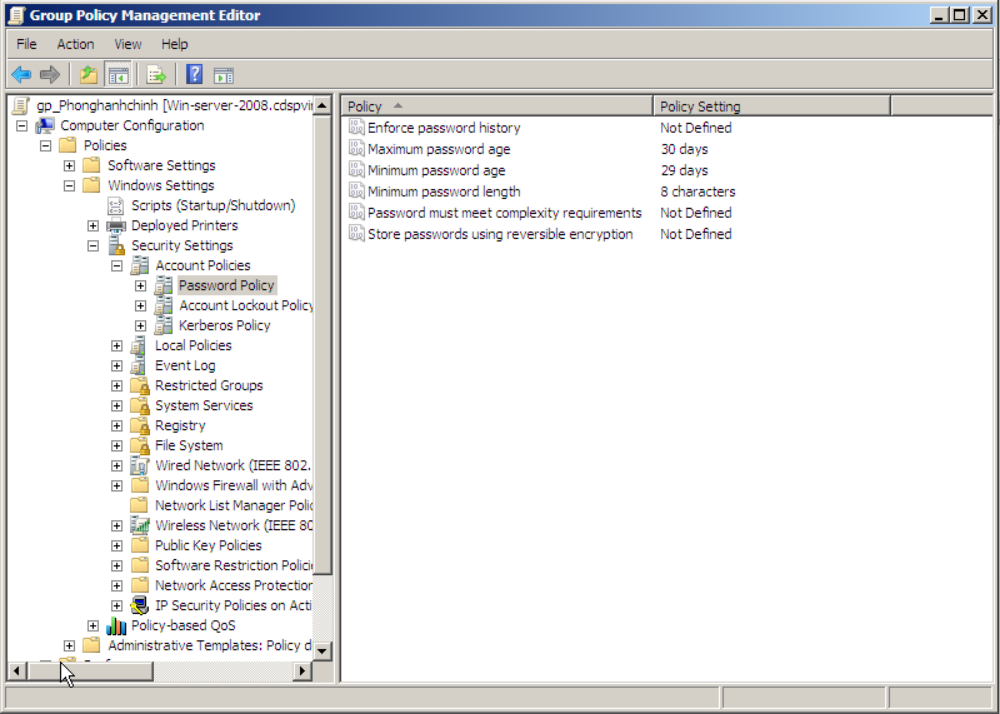 Group Policy Management Editor
File Action View Help
gp_Phonghanhchinh [Win-server-2008.cdspvi
Computer Configuration
Policies
Software Settings
Windows Settings
Scripts (Startup/Shutdown)
Deployed Printers
Security Settings
Account Policies
Password Policy
Account Lockout Policy
Kerberos Policy
Local Policies
Event Log
Restricted Groups
System Services
Registry
File System
Wired Network (IEEE 802.
Windows Firewall with Adv
Network List Manager Polic
Wireless Network (IEEE 80
Public Key Policies
Software Restriction Polici
Network Access Protection
IP Security Policies on Acti
Policy-based QoS
Administrative Templates: Policy d
Policy Policy Setting
Enforce password history Not Defined
Maximum password age 30 days
Minimum password age 29 days
Minimum password length 8 characters
Password must meet complexity requirements Not Defined
Store passwords using reversible encryption Not Defined